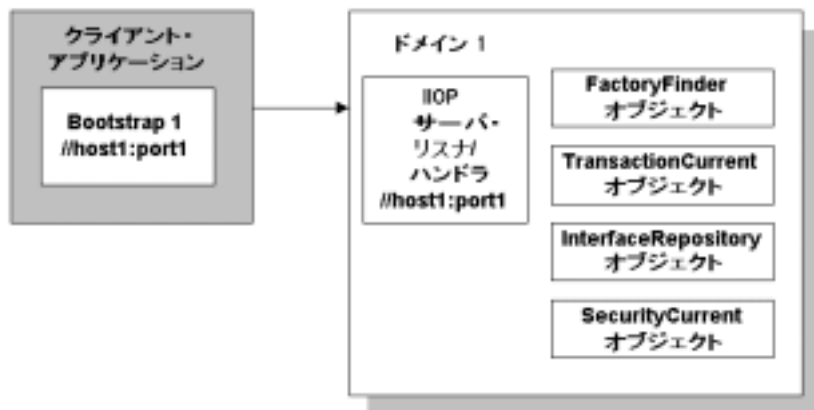 クライアント・
アプリケーション
Bootstrap 1
//host1:port1
ドメイン 1
IIOP
サーバ・
リスナ/
ハンドラ
//host1:port1
FactoryFinder
オブジェクト
TransactionCurrent
オブジェクト
InterfaceRepository
オブジェクト
SecurityCurrent
オブジェクト